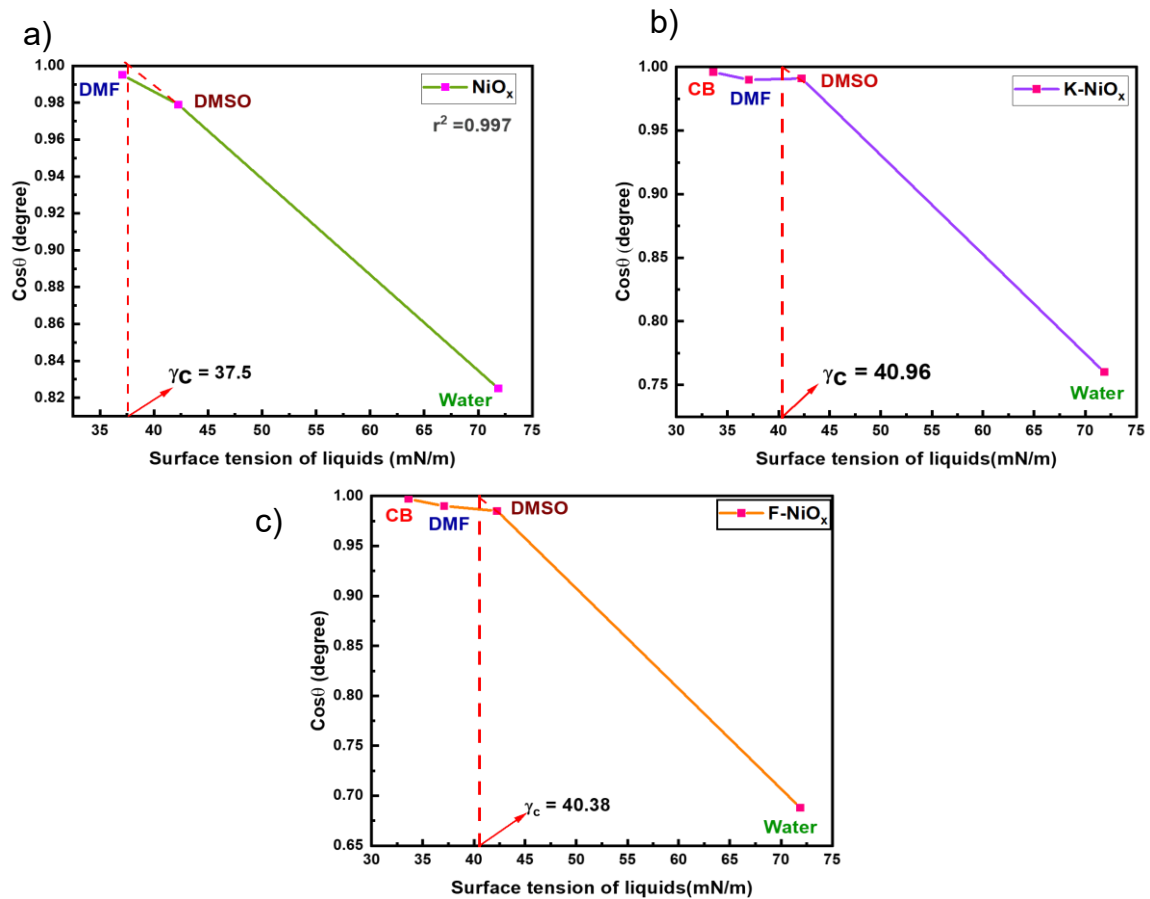 a)
1.00
0.98
0.96
0.94
0.92
0.90
0.88
0.86
0.84
0.82
Cosθ (degree)
DMF
DMSO
NiOx
r² =0.997
γC = 37.5
Water
35 40 45 50 55 60 65 70 75
Surface tension of liquids (mN/m)
b)
1.00
0.95
0.90
0.85
0.80
0.75
Cosθ (degree)
CB
DMF
DMSO
K-NiOx
γC = 40.96
Water
30 35 40 45 50 55 60 65 70 75
Surface tension of liquids(mN/m)
c)
1.00
0.95
0.90
0.85
0.80
0.75
0.70
0.65
Cosθ (degree)
CB
DMF
DMSO
F-NiOx
γc = 40.38
Water
30 35 40 45 50 55 60 65 70 75
Surface tension of liquids(mN/m)